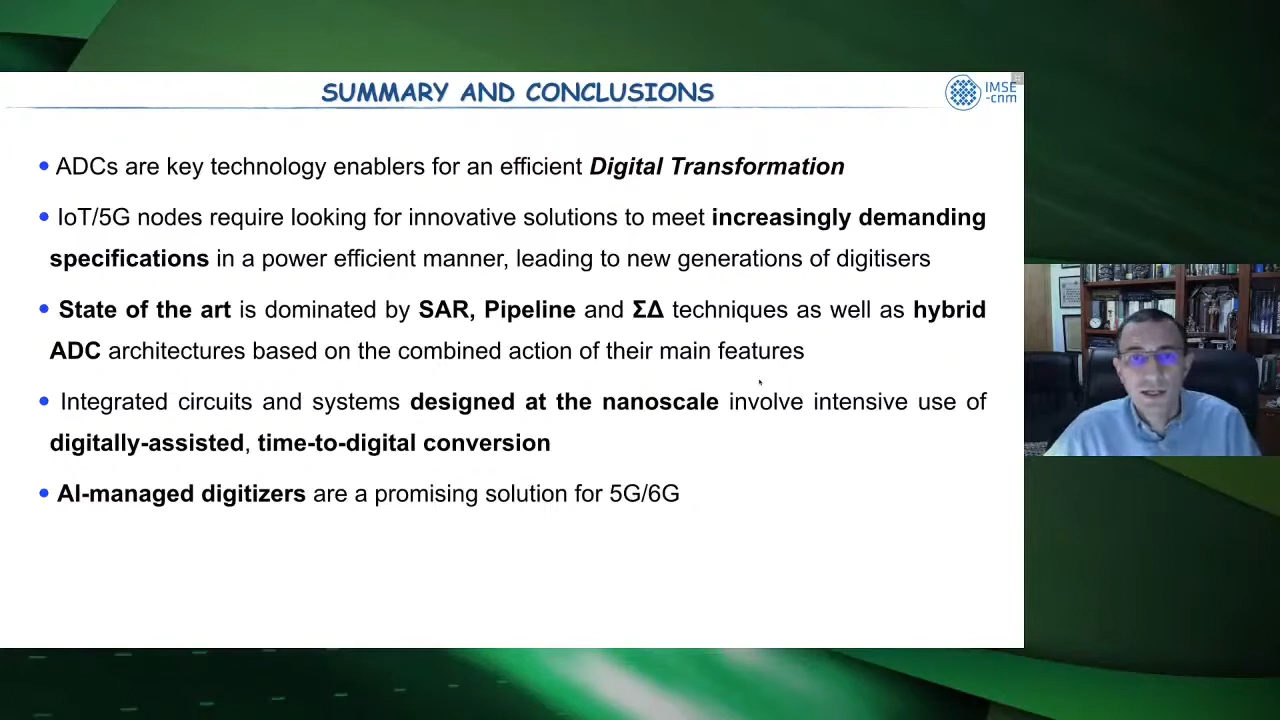 SUMMARY AND CONCLUSIONS
IMSE
-cnm
• ADCs are key technology enablers for an efficient Digital Transformation
• IoT/5G nodes require looking for innovative solutions to meet increasingly demanding
specifications in a power efficient manner, leading to new generations of digitisers
• State of the art is dominated by SAR, Pipeline and ΣΔ techniques as well as hybrid
ADC architectures based on the combined action of their main features
• Integrated circuits and systems designed at the nanoscale involve intensive use of
digitally-assisted, time-to-digital conversion
• AI-managed digitizers are a promising solution for 5G/6G